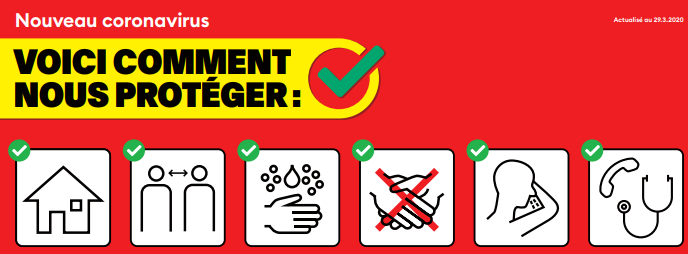 Nouveau coronavirus
Actualisé au 29.3.2020
VOICI COMMENT
NOUS PROTÉGER :